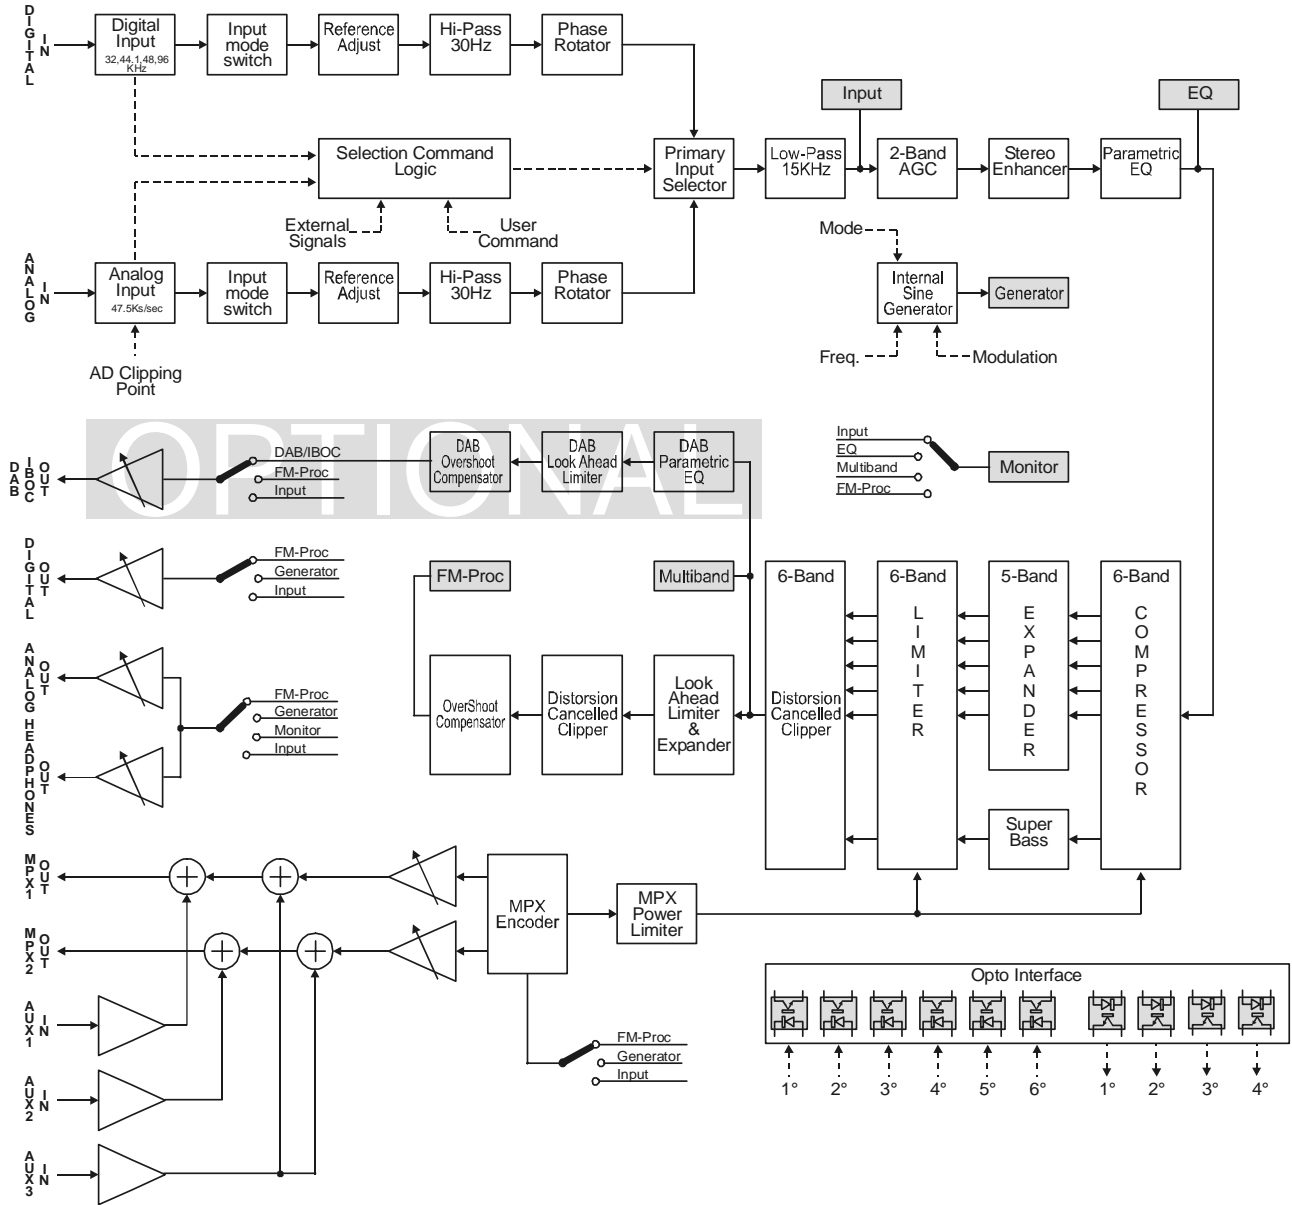 DIGITAL
IN
Digital
Input
32,44.1,48,96
KHz
Input
mode
switch
Reference
Adjust
Hi-Pass
30Hz
Phase
Rotator
Input
EQ
Selection Command
Logic
External
Signals
User
Command
Primary
Input
Selector
Low-Pass
15KHz
2-Band
AGC
Stereo
Enhancer
Parametric
EQ
ANALOG
IN
Analog
Input
47.5Ks/sec
Input
mode
switch
Reference
Adjust
Hi-Pass
30Hz
Phase
Rotator
AD Clipping
Point
Mode
Internal
Sine
Generator
Generator
Freq.
Modulation
OPTIONAL
DAB
IBOC
OUT
DAB/IBOC
FM-Proc
Input
DAB
Overshoot
Compensator
DAB
Look Ahead
Limiter
DAB
Parametric
EQ
Input
EQ
Multiband
FM-Proc
Monitor
DIGITAL
OUT
FM-Proc
Generator
Input
FM-Proc
Multiband
6-Band
6-Band
5-Band
6-Band
LIMITER
EXPANDER
COMPRESSOR
ANALOG
OUT
HEADPHONES
OUT
FM-Proc
Generator
Monitor
Input
OverShoot
Compensator
Distorsion
Cancelled
Clipper
Look
Ahead
Limiter
&
Expander
Distorsion
Cancelled
Clipper
Super
Bass
MPX1
OUT
MPX2
OUT
MPX
Encoder
MPX
Power
Limiter
AUX1
IN
AUX2
IN
AUX3
IN
FM-Proc
Generator
Input
Opto Interface
1° 2° 3° 4° 5° 6° 1° 2° 3° 4°